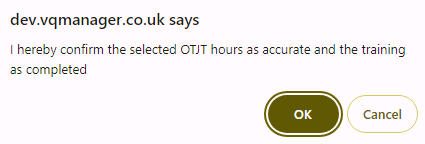 dev.vqmanager.co.uk says
I hereby confirm the selected OTJT hours as accurate and the training
as completed
OK
Cancel